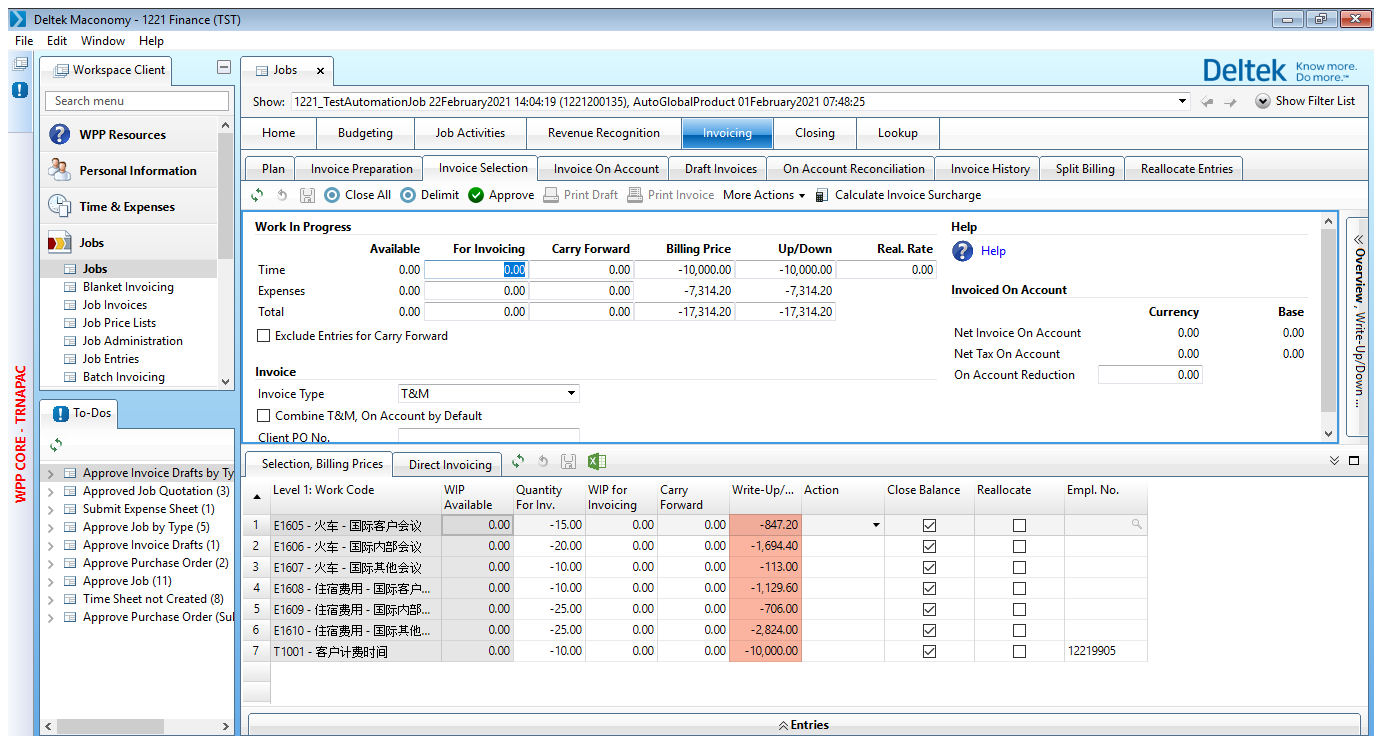 Deltek Maconomy - 1221 Finance (TST)
File Edit Window Help
Workspace Client
Search menu
WPP Resources
Personal Information
Time & Expenses
Jobs
Jobs
Blanket Invoicing
Job Invoices
Job Price Lists
Job Administration
Job Entries
Batch Invoicing
WPP CORE - TRNAPAC
To-Dos
Approve Invoice Drafts by Ty
Approved Job Quotation (3)
Submit Expense Sheet (1)
Approve Job by Type (5)
Approve Invoice Drafts (1)
Approve Purchase Order (2)
Approve Job (11)
Time Sheet not Created (8)
Approve Purchase Order (Sul
Jobs
Deltek Know more. Do more.™
Show: 1221_TestAutomationJob 22February2021 14:04:19 (1221200135), AutoGlobalProduct 01February2021 07:48:25
Show Filter List
Home Budgeting Job Activities Revenue Recognition Invoicing Closing Lookup
Plan Invoice Preparation Invoice Selection Invoice On Account Draft Invoices On Account Reconciliation Invoice History Split Billing Reallocate Entries
Close All Delimit Approve Print Draft Print Invoice More Actions Calculate Invoice Surcharge
Work In Progress
Available For Invoicing Carry Forward Billing Price Up/Down Real. Rate
Time 0.00 0.00 0.00 -10,000.00 -10,000.00 0.00
Expenses 0.00 0.00 0.00 -7,314.20 -7,314.20
Total 0.00 0.00 0.00 -17,314.20 -17,314.20
Exclude Entries for Carry Forward
Invoice
Invoice Type T&M
Combine T&M, On Account by Default
Client PO No.
Help
Help
Invoiced On Account
Currency Base
Net Invoice On Account 0.00 0.00
Net Tax On Account 0.00 0.00
On Account Reduction 0.00
Overview, Write-Up/Down ...
Selection, Billing Prices Direct Invoicing
Level 1: Work Code WIP Available Quantity For Inv. WIP for Invoicing Carry Forward Write-Up/... Action Close Balance Reallocate Empl. No.
1 E1605 - 火车 - 国际客户会议 0.00 -15.00 0.00 0.00 -847.20
2 E1606 - 火车 - 国际内部会议 0.00 -20.00 0.00 0.00 -1,694.40
3 E1607 - 火车 - 国际其他会议 0.00 -10.00 0.00 0.00 -113.00
4 E1608 - 住宿费用 - 国际客户... 0.00 -10.00 0.00 0.00 -1,129.60
5 E1609 - 住宿费用 - 国际内部... 0.00 -25.00 0.00 0.00 -706.00
6 E1610 - 住宿费用 - 国际其他... 0.00 -25.00 0.00 0.00 -2,824.00
7 T1001 - 客户计费时间 0.00 -10.00 0.00 0.00 -10,000.00 12219905
Entries